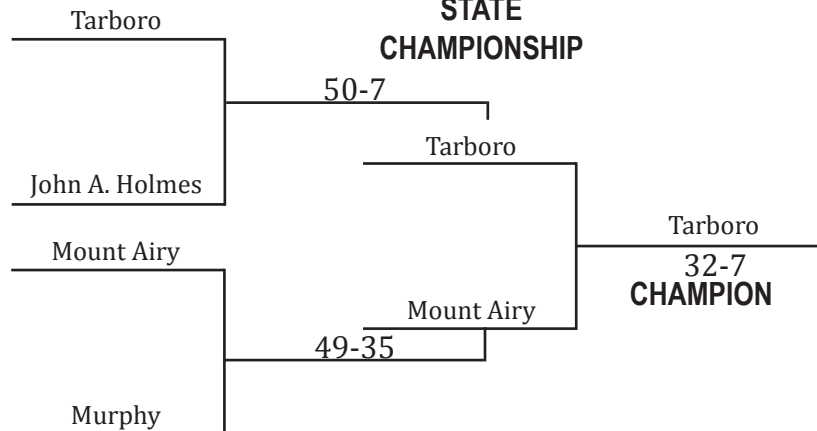 STATE
CHAMPIONSHIP
Tarboro
50-7
John A. Holmes
Tarboro
Mount Airy
49-35
Murphy
Mount Airy
Tarboro
32-7
CHAMPION